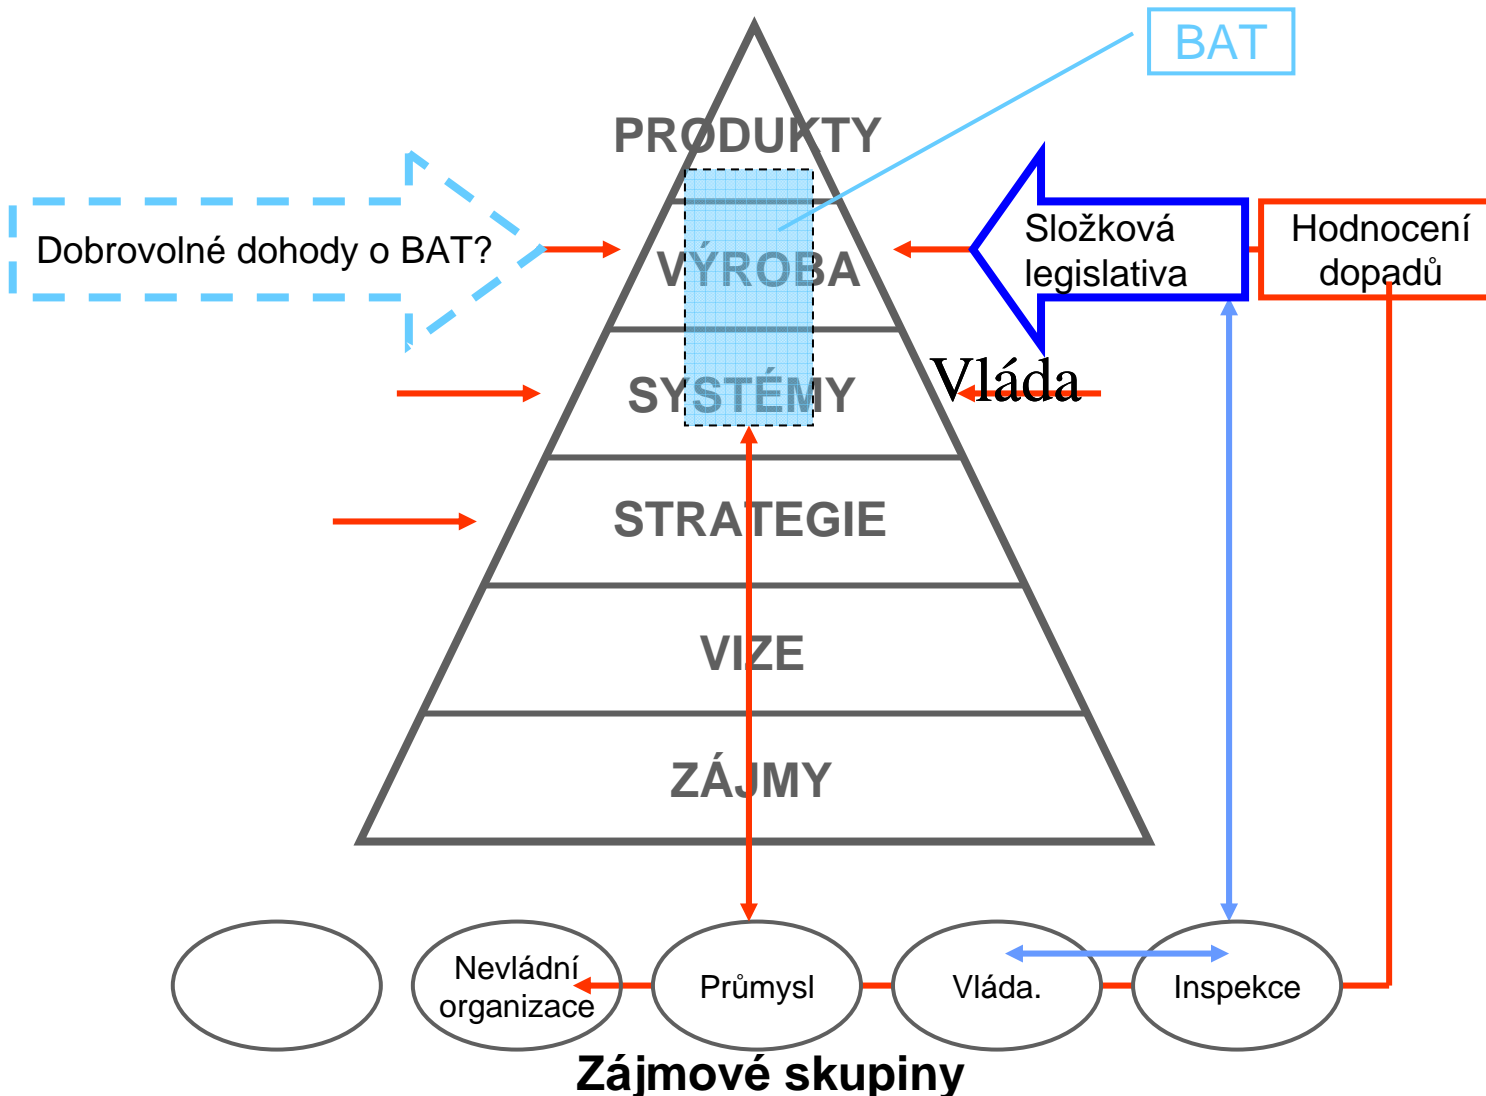 BAT
PRODUKTY
Dobrovolné dohody o BAT?
VÝROBA
Složková
legislativa
Hodnocení
dopadů
SYSTÉMY
Vláda
STRATEGIE
VIZE
ZÁJMY
Nevládní
organizace
Průmysl
Vláda.
Inspekce
Zájmové skupiny